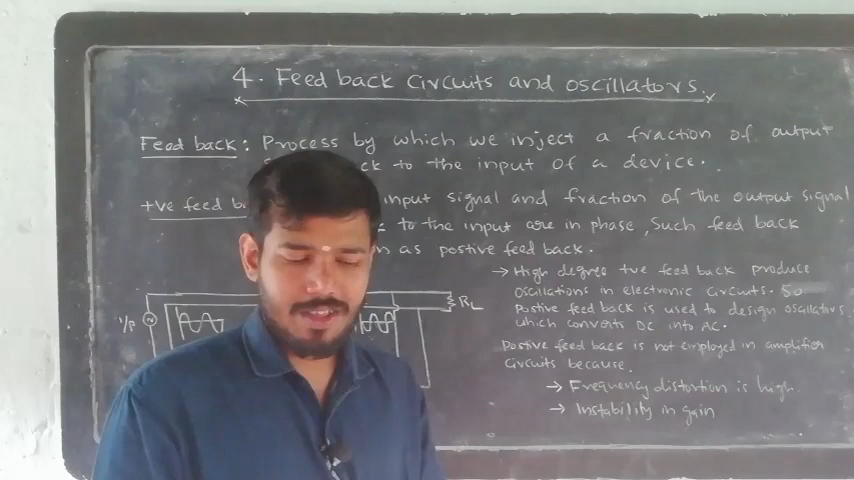 4. Feed back Circuits and oscillators.
Feed back: Process by which we inject a fraction of output
ck to the input of a device.
+ve feed b input signal and fraction of the output signal
to the input are in phase, Such feed back
n as postive feed back.
→ High degree +ve feed back produce
oscillations in electronic circuits. So
Postive feed back is used to design oscillators
which converts DC into AC.
Postive feed back is not employed in amplifier
circuits because.
→ Frequency distortion is high.
→ Instability in gain
I/P
RL